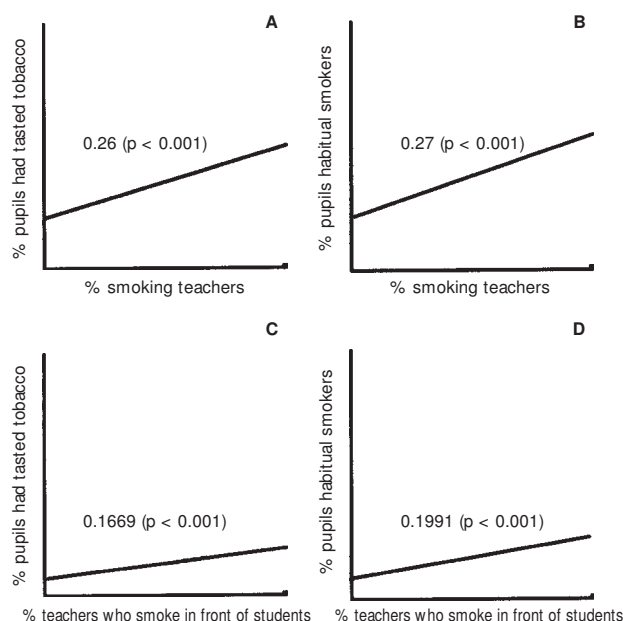 A
% pupils had tasted tobacco
0.26 (p < 0.001)
% smoking teachers
B
% pupils habitual smokers
0.27 (p < 0.001)
% smoking teachers
C
% pupils had tasted tobacco
0.1669 (p < 0.001)
% teachers who smoke in front of students
D
% pupils habitual smokers
0.1991 (p < 0.001)
% teachers who smoke in front of students